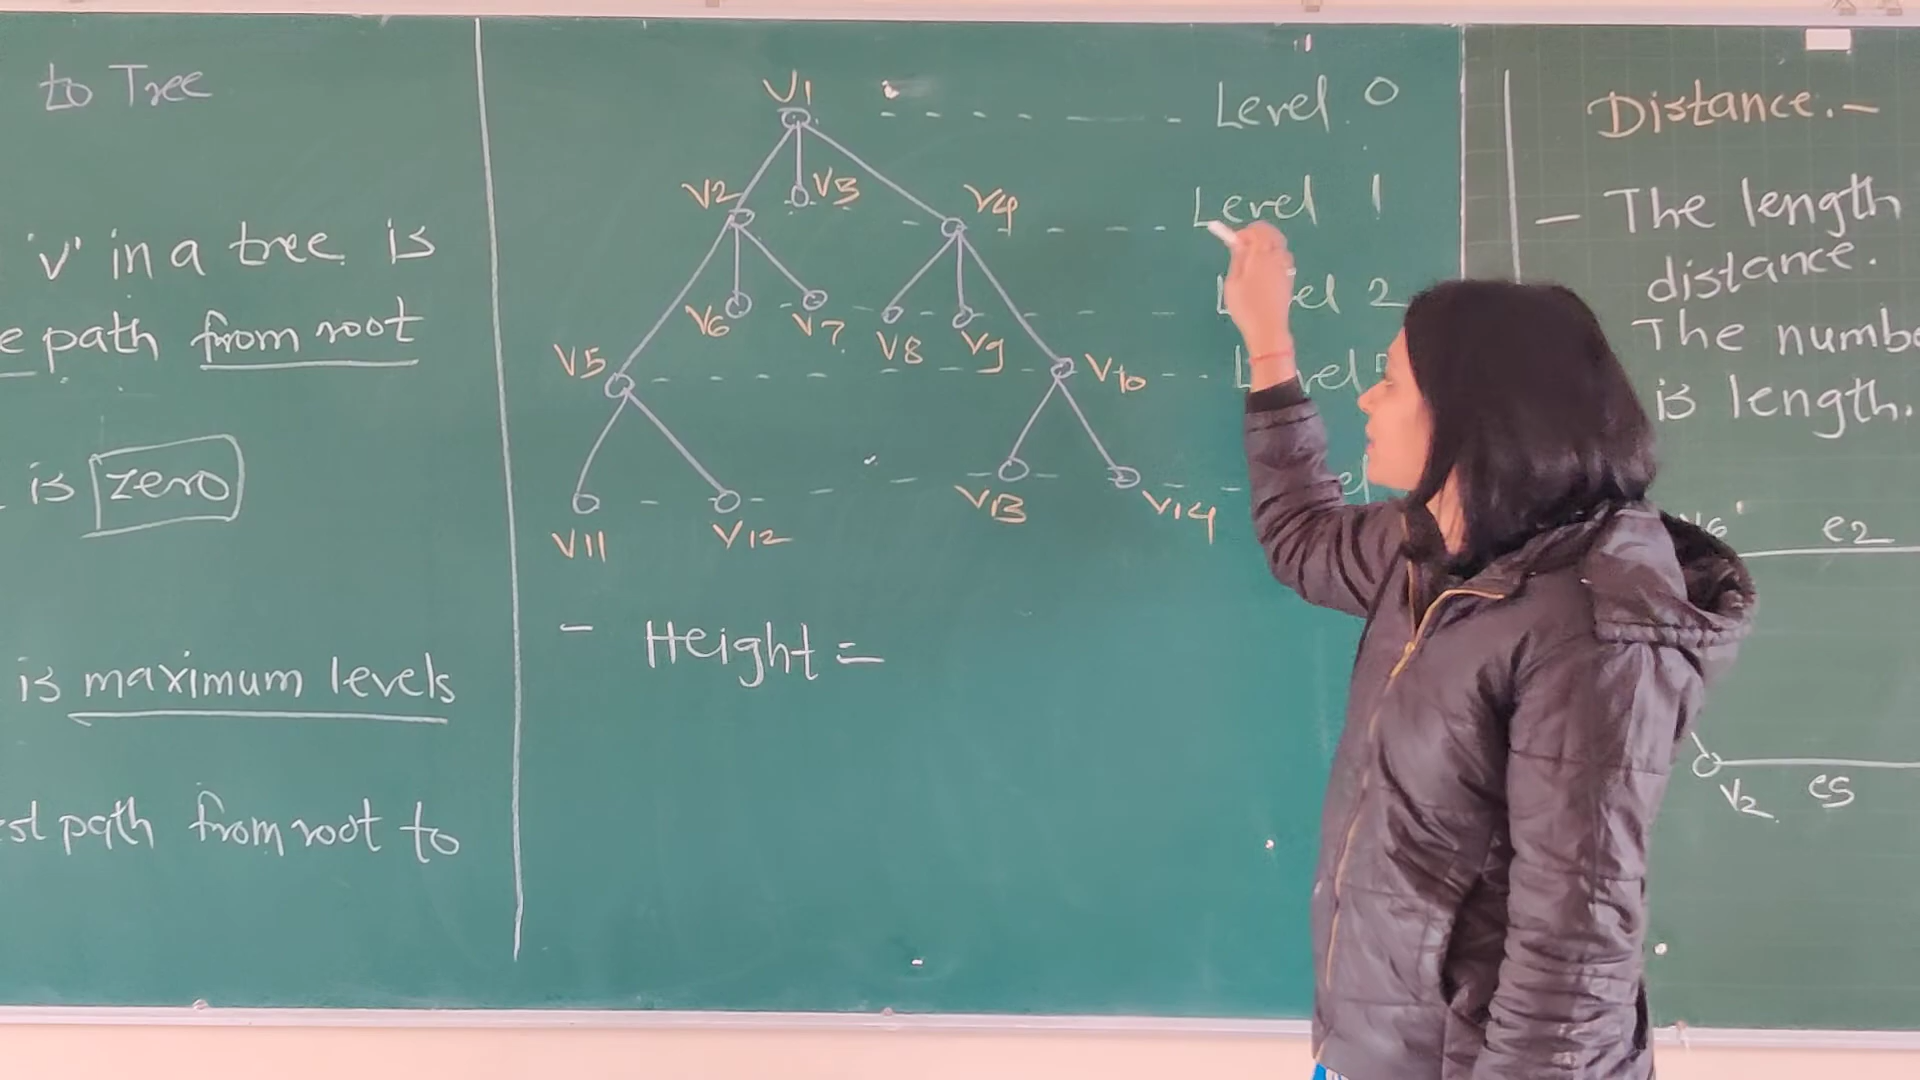 to Tree
'v' in a tree is
path from root
is zero
is maximum levels
path from root to
V1
Level 0
V2 V3 V4
Level 1
V6 V7 V8 V9
2
V5 V10
V11 V12 V13 V14
- Height =
Distance.-
- The length
distance.
The numbe
is length.
e2
V2 e5